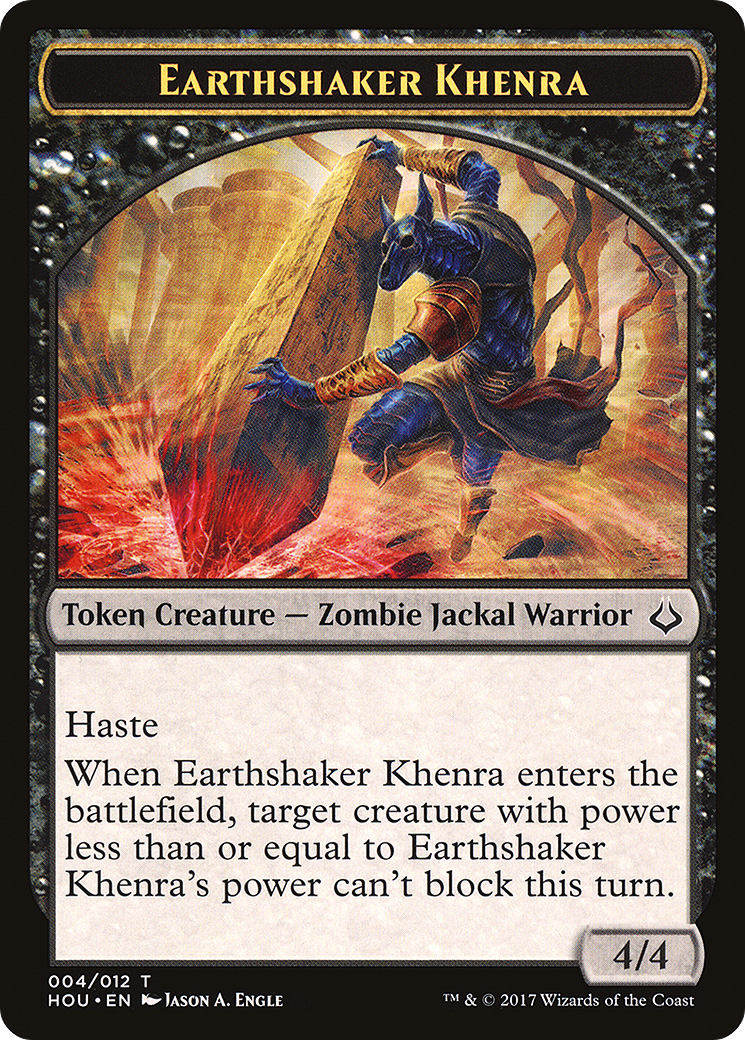 Earthshaker Khenra
Token Creature — Zombie Jackal Warrior
Haste
When Earthshaker Khenra enters the
battlefield, target creature with power
less than or equal to Earthshaker
Khenra's power can't block this turn.
4/4
004/012 T
HOU • EN Jason A. Engle
™ & © 2017 Wizards of the Coast